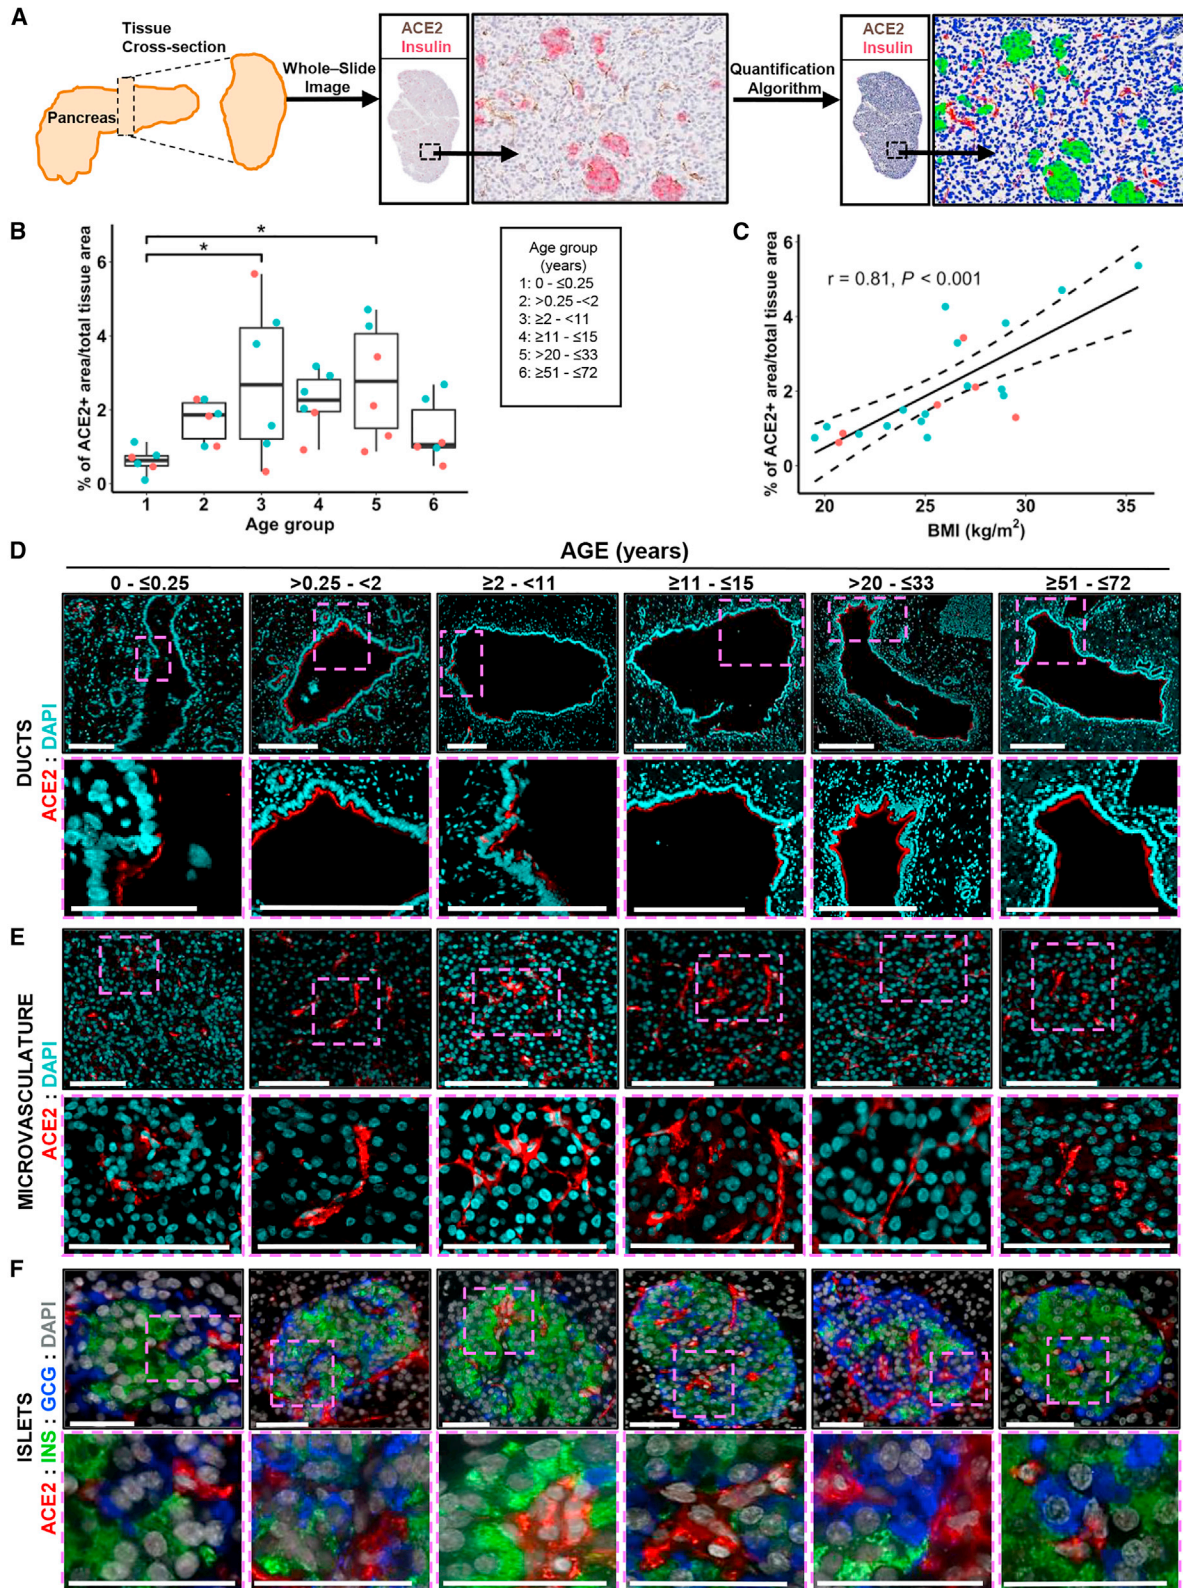 A
Tissue
Cross-section
Pancreas
Whole–Slide
Image
ACE2
Insulin
Quantification
Algorithm
ACE2
Insulin
B
% of ACE2+ area/total tissue area
6
4
2
0
*
*
1 2 3 4 5 6
Age group
Age group
(years)
1: 0 - ≤0.25
2: >0.25 -<2
3: ≥2 - <11
4: ≥11 - ≤15
5: >20 - ≤33
6: ≥51 - ≤72
C
% of ACE2+ area/total tissue area
6
4
2
0
r = 0.81, P < 0.001
20 25 30 35
BMI (kg/m²)
D
AGE (years)
0 - ≤0.25 >0.25 - <2 ≥2 - <11 ≥11 - ≤15 >20 - ≤33 ≥51 - ≤72
DUCTS
ACE2 : DAPI
E
MICROVASCULATURE
ACE2 : DAPI
F
ISLETS
ACE2 : INS : GCG : DAPI